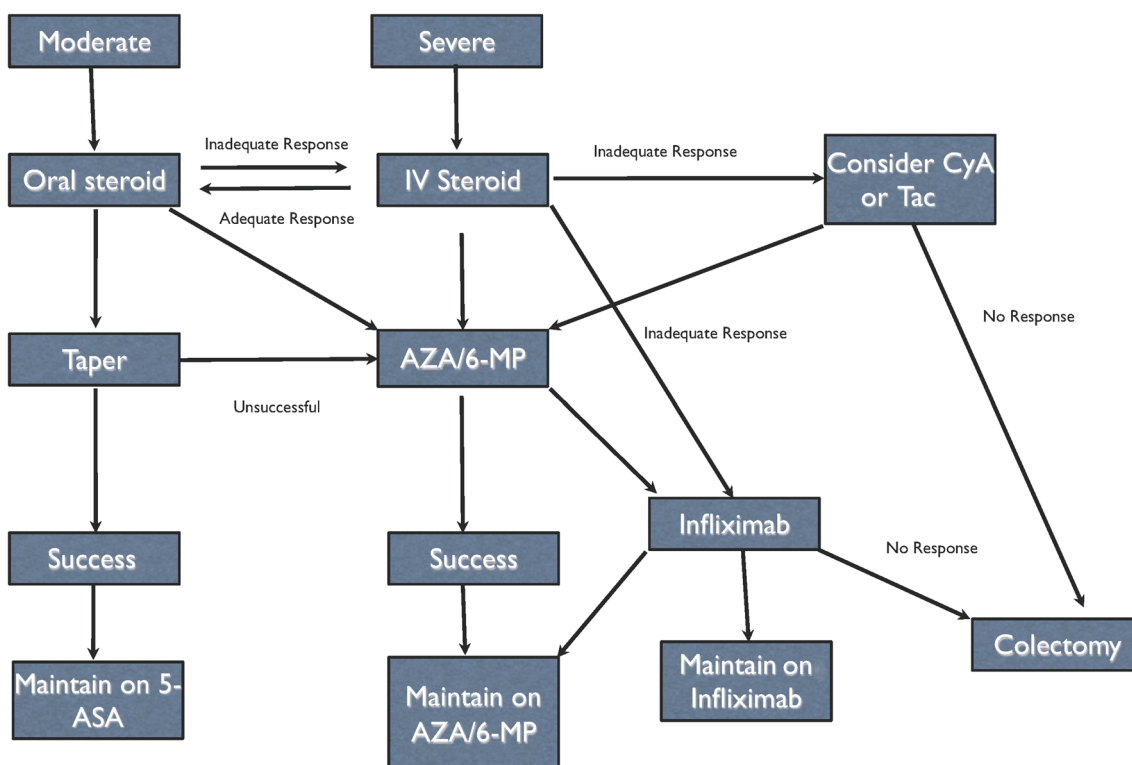 Moderate
Severe
Inadequate Response
Inadequate Response
Oral steroid
IV Steroid
Consider CyA
or Tac
Adequate Response
No Response
Inadequate Response
Taper
AZA/6-MP
Unsuccessful
Infliximab
Success
Success
No Response
Colectomy
Maintain on 5-
ASA
Maintain on
AZA/6-MP
Maintain on
Infliximab